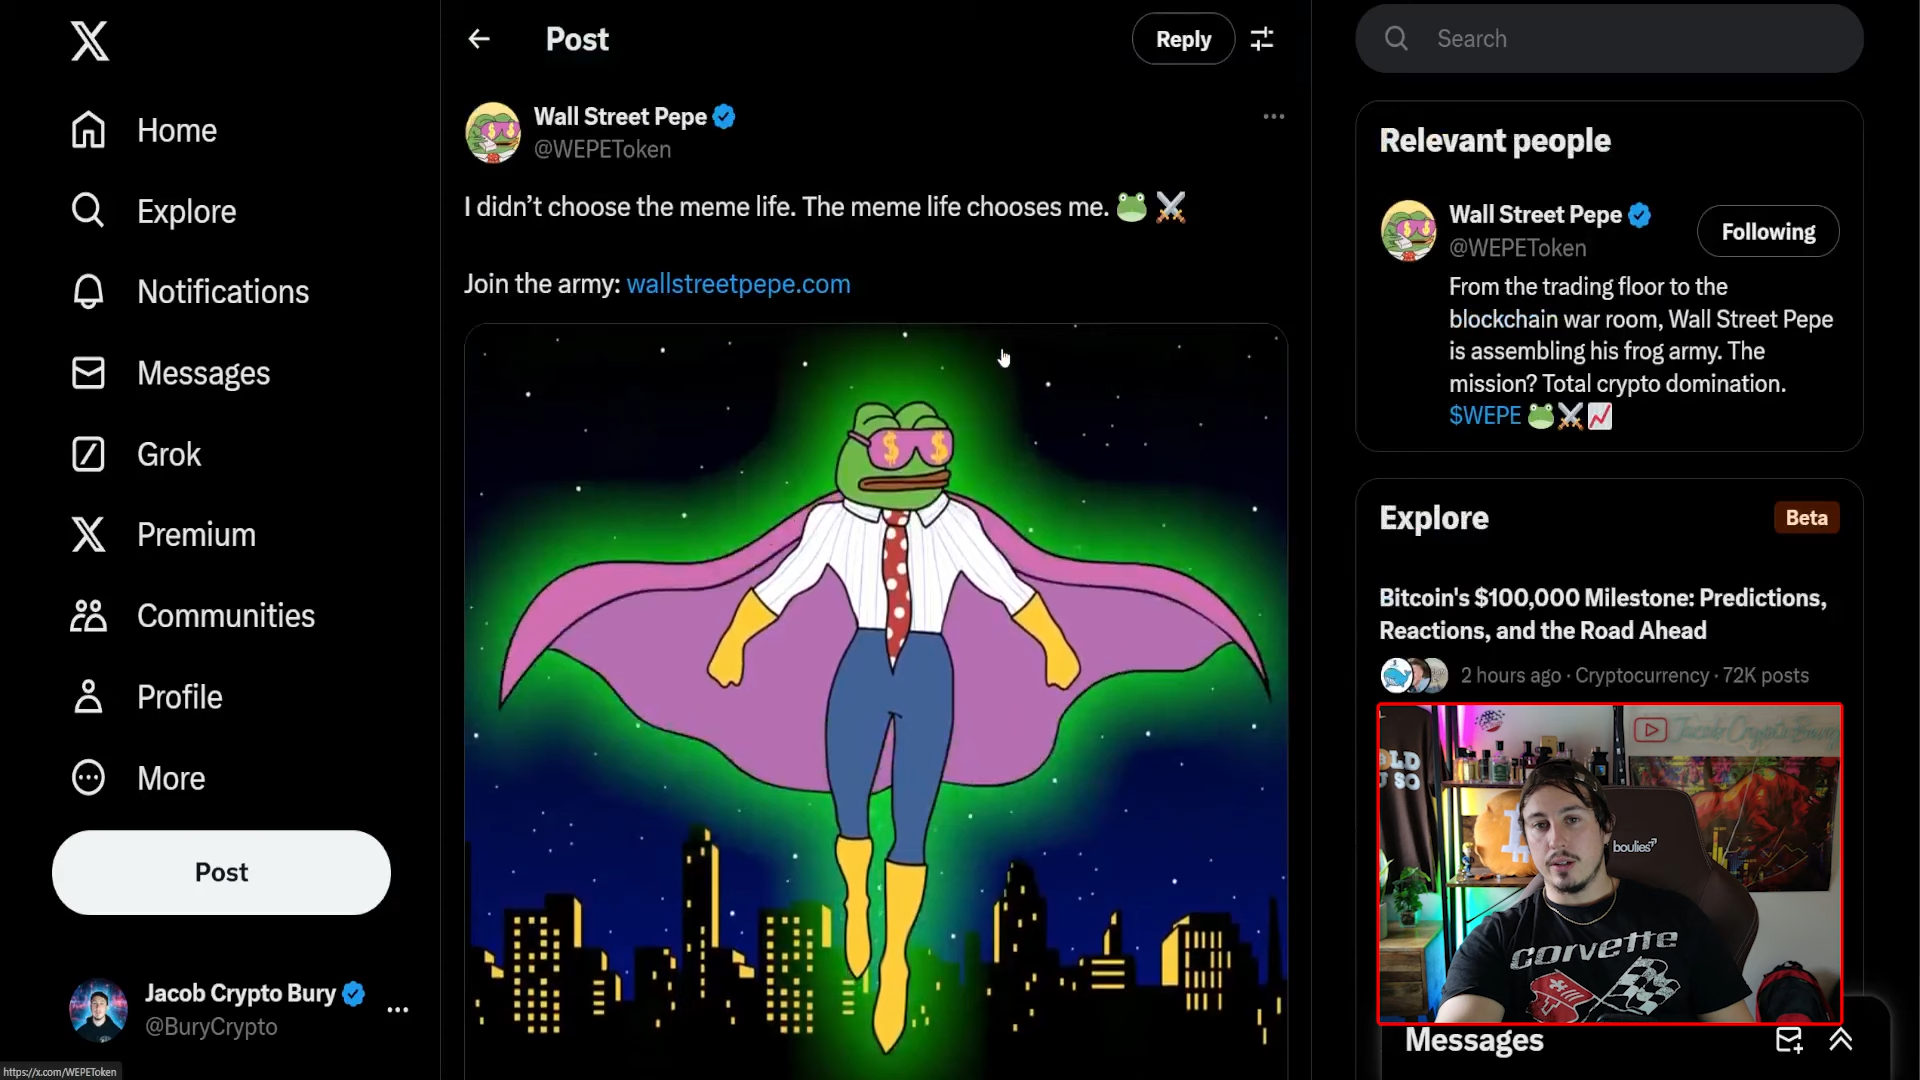 Home
Explore
Notifications
Messages
Grok
Premium
Communities
Profile
More
Post
Jacob Crypto Bury
@BuryCrypto
https://x.com/WEPEToken
Post
Reply
Wall Street Pepe
@WEPEToken
I didn’t choose the meme life. The meme life chooses me. 🐸 ⚔️
Join the army: wallstreetpepe.com
$ $
Search
Relevant people
Wall Street Pepe
@WEPEToken
Following
From the trading floor to the
blockchain war room, Wall Street Pepe
is assembling his frog army. The
mission? Total crypto domination.
$WEPE 🐸⚔️📈
Explore
Beta
Bitcoin's $100,000 Milestone: Predictions,
Reactions, and the Road Ahead
2 hours ago · Cryptocurrency · 72K posts
Jacob Crypto Bury
boulies
corvette
Messages